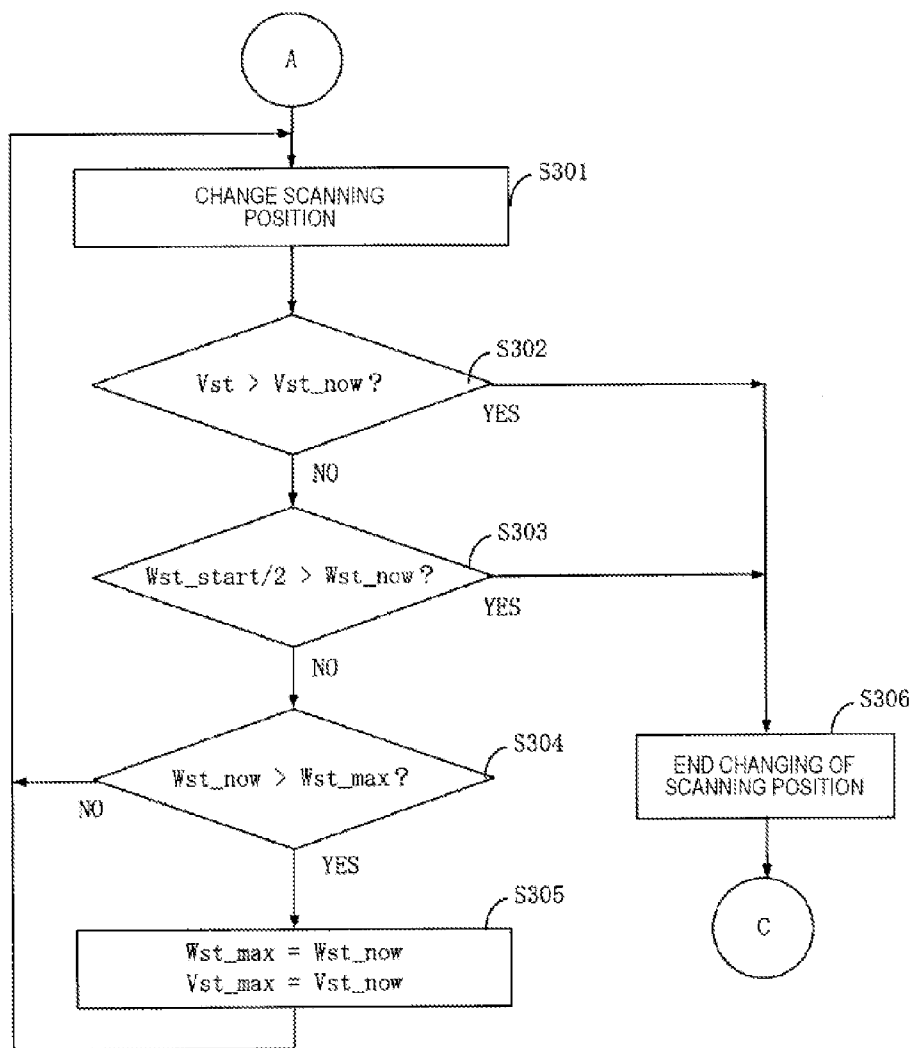 A
S301
CHANGE SCANNING
POSITION
S302
Vst > Vst_now?
YES
NO
S303
Wst_start/2 > Wst_now?
YES
NO
S304
Wst_now > Wst_max?
NO
YES
S306
END CHANGING OF
SCANNING POSITION
S305
Wst_max = Wst_now
Vst_max = Vst_now
C